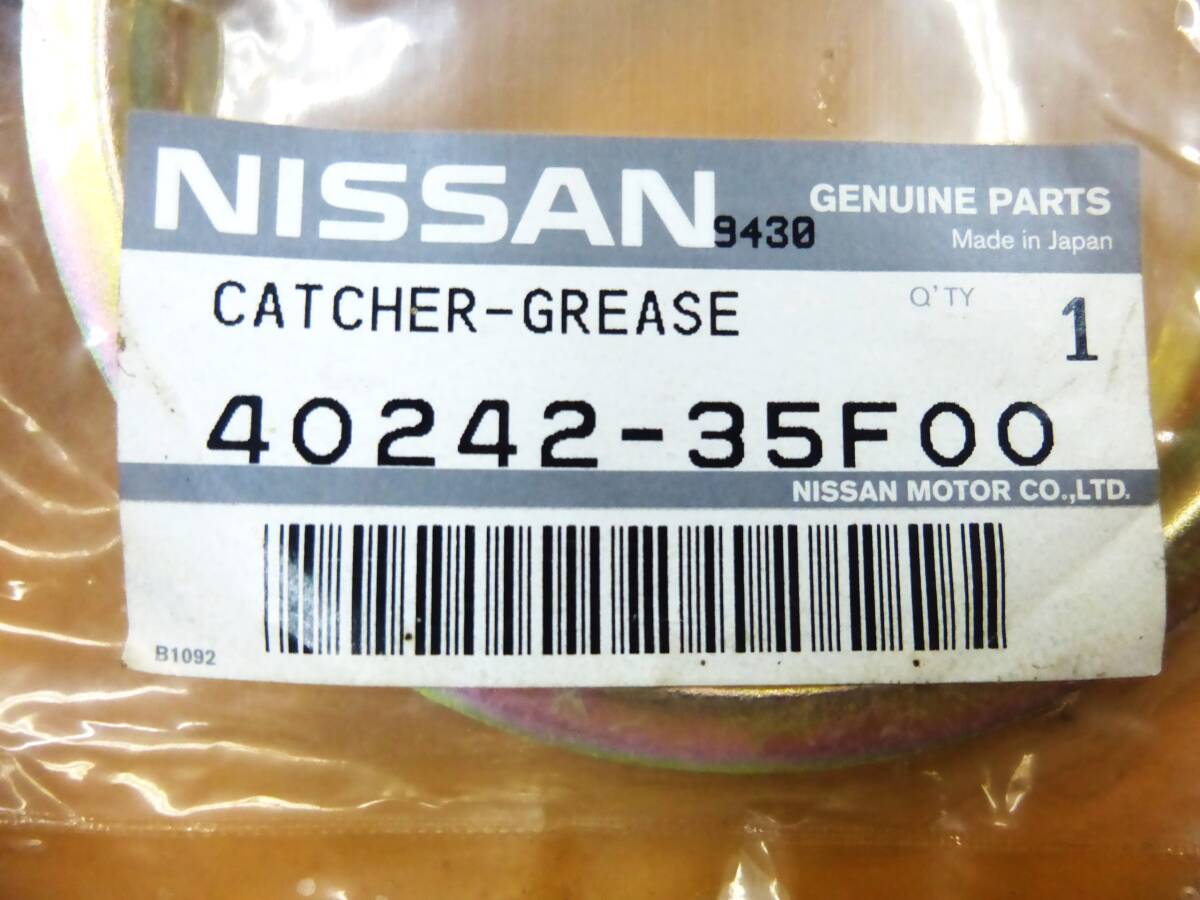 NISSAN 9430 GENUINE PARTS
Made in Japan
CATCHER-GREASE Q'TY 1
40242-35F00
NISSAN MOTOR CO.,LTD.
B1092